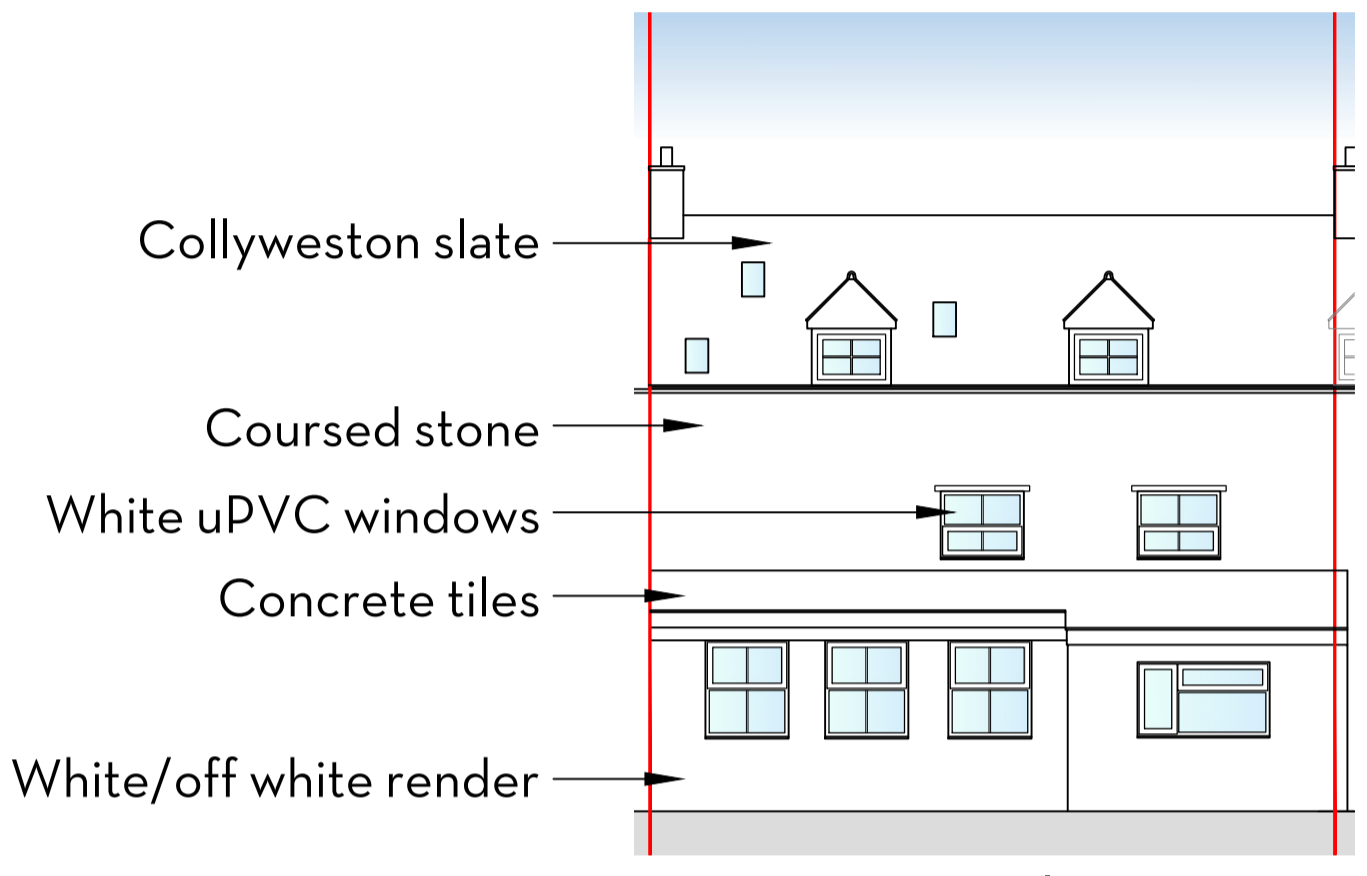 Collyweston slate
Coursed stone
White uPVC windows
Concrete tiles
White/off white render